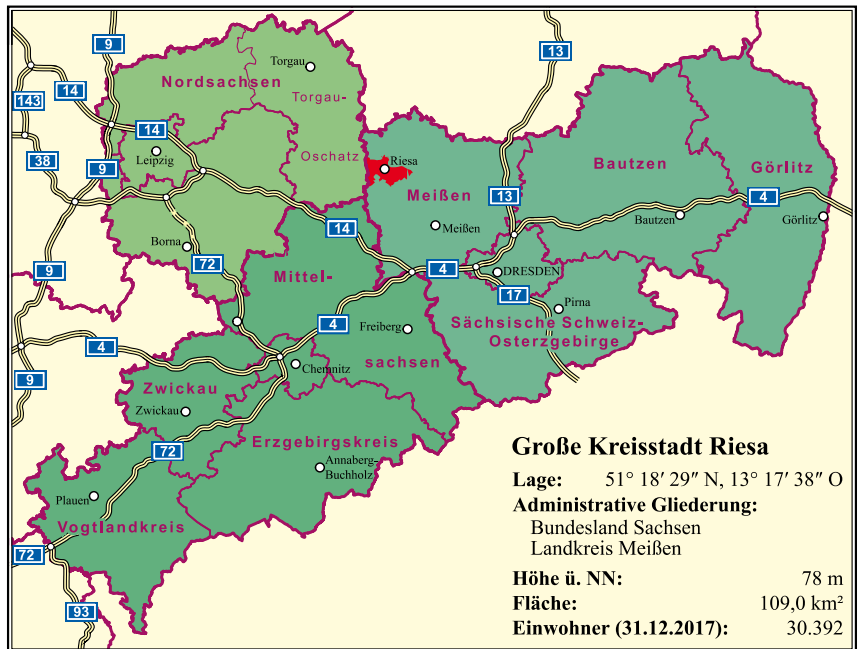 9
13
Torgau
Nordsachsen
14
143
Torgau-
14
38
Leipzig
Oschatz
Riesa
Bautzen
Görlitz
9
Meißen
13
4
Bautzen
Görlitz
Meißen
14
Borna
72
4
DRESDEN
9
Mittel-
17
Pirna
4
Freiberg
Sächsische Schweiz-
Osterzgebirge
4
sachsen
Chemnitz
9
Zwickau
Zwickau
72
Erzgebirgskreis
Annaberg-
Buchholz
Plauen
Vogtlandkreis
72
93
Große Kreisstadt Riesa
Lage: 51° 18′ 29″ N, 13° 17′ 38″ O
Administrative Gliederung:
Bundesland Sachsen
Landkreis Meißen
Höhe ü. NN: 78 m
Fläche: 109,0 km²
Einwohner (31.12.2017): 30.392